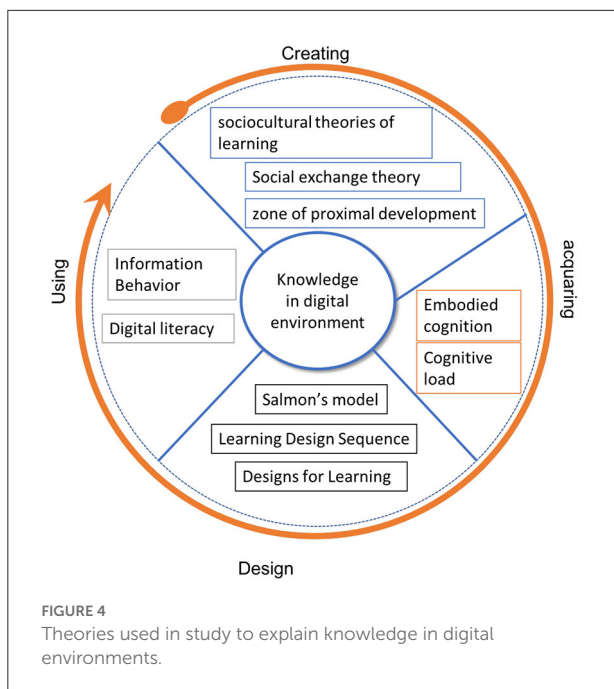 Creating
sociocultural theories of
learning
Social exchange theory
zone of proximal development
acquaring
Embodied
cognition
Cognitive
load
Knowledge
in digital
environment
Using
Information
Behavior
Digital literacy
Salmon's model
Learning Design Sequence
Designs for Learning
Design
FIGURE 4
Theories used in study to explain knowledge in digital
environments.